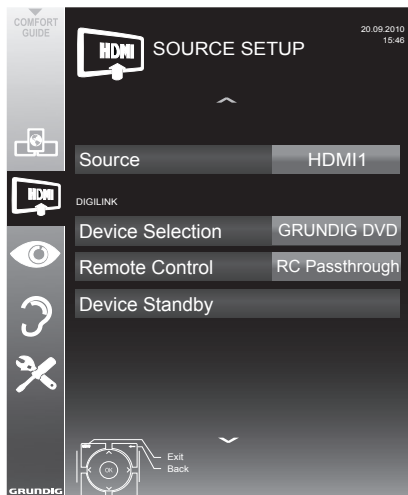 COMFORT
GUIDE
HDMI
SOURCE SETUP
20.09.2010
15:46
Source
HDMI1
HDMI
DIGILINK
Device Selection
GRUNDIG DVD
Remote Control
RC Passthrough
Device Standby
Exit
Back
OK
GRUNDIG